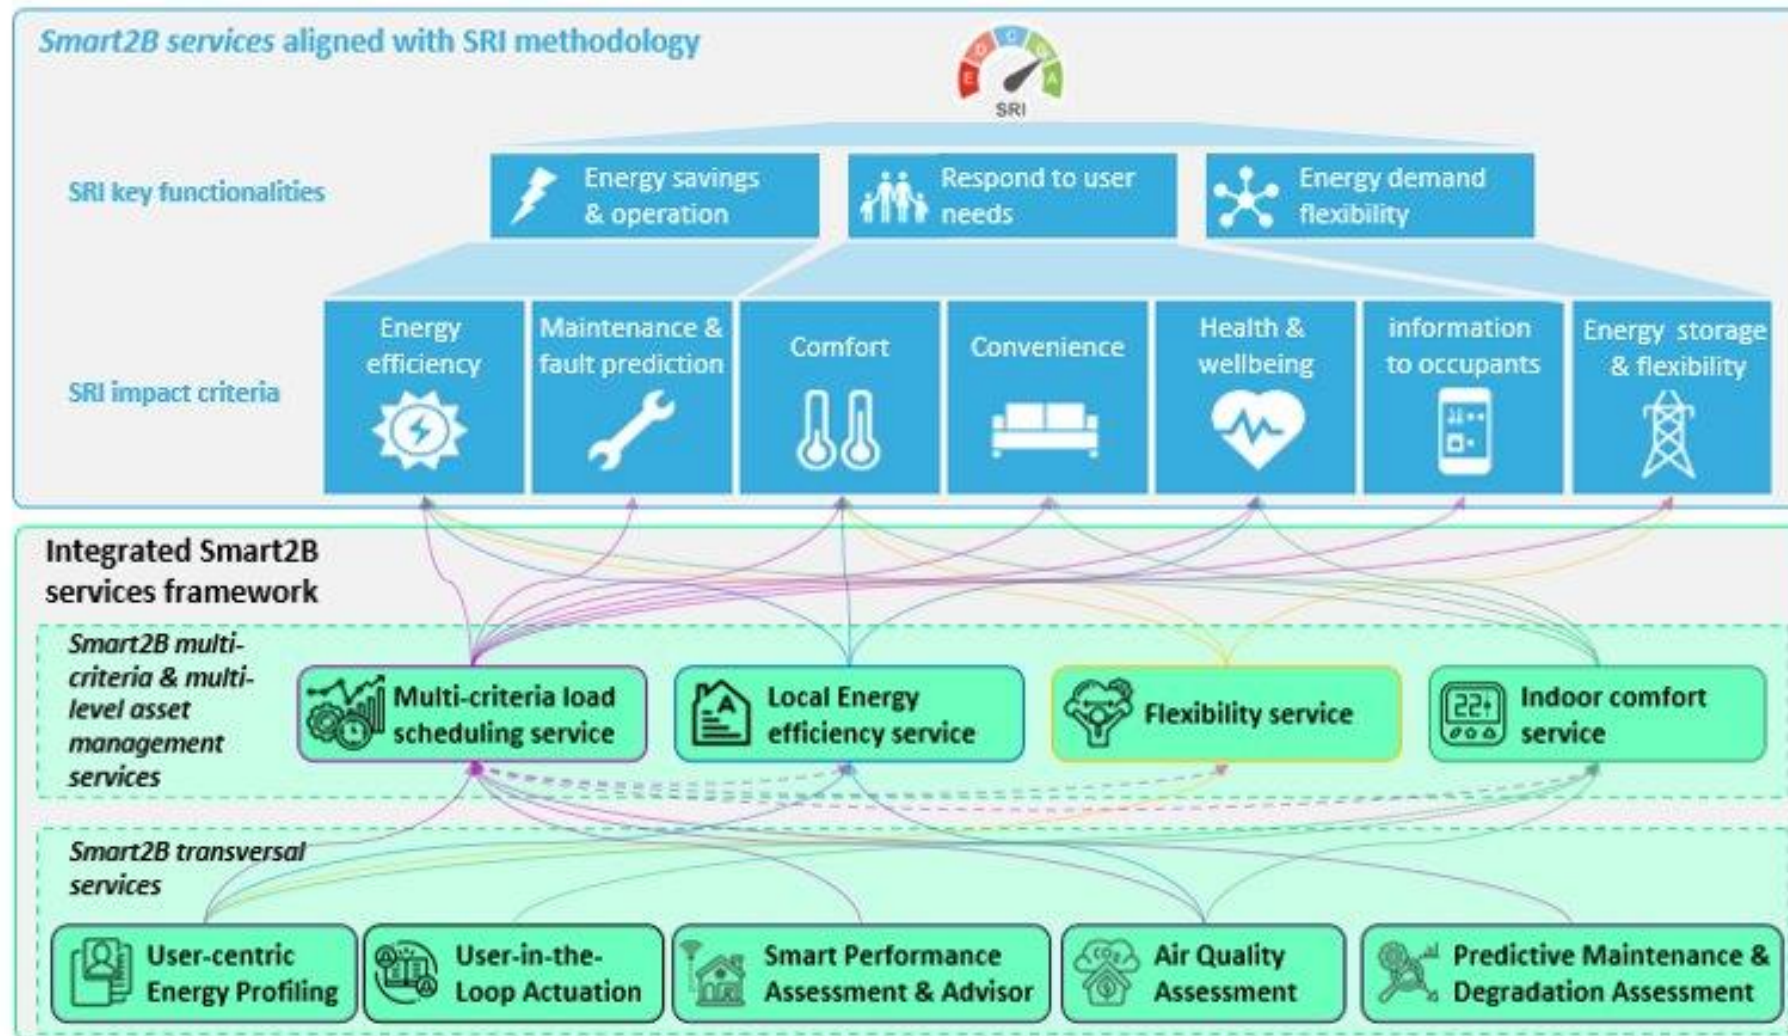 Smart2B services aligned with SRI methodology
E D C B A
SRI
SRI key functionalities
Energy savings
& operation
Respond to user
needs
Energy demand
flexibility
SRI impact criteria
Energy
efficiency
Maintenance &
fault prediction
Comfort
Convenience
Health &
wellbeing
information
to occupants
Energy storage
& flexibility
Integrated Smart2B
services framework
Smart2B multi-
criteria & multi-
level asset
management
services
Multi-criteria load
scheduling service
A
Local Energy
efficiency service
Flexibility service
Indoor comfort
service
Smart2B transversal
services
User-centric
Energy Profiling
User-in-the-
Loop Actuation
Smart Performance
Assessment & Advisor
Air Quality
Assessment
Predictive Maintenance &
Degradation Assessment